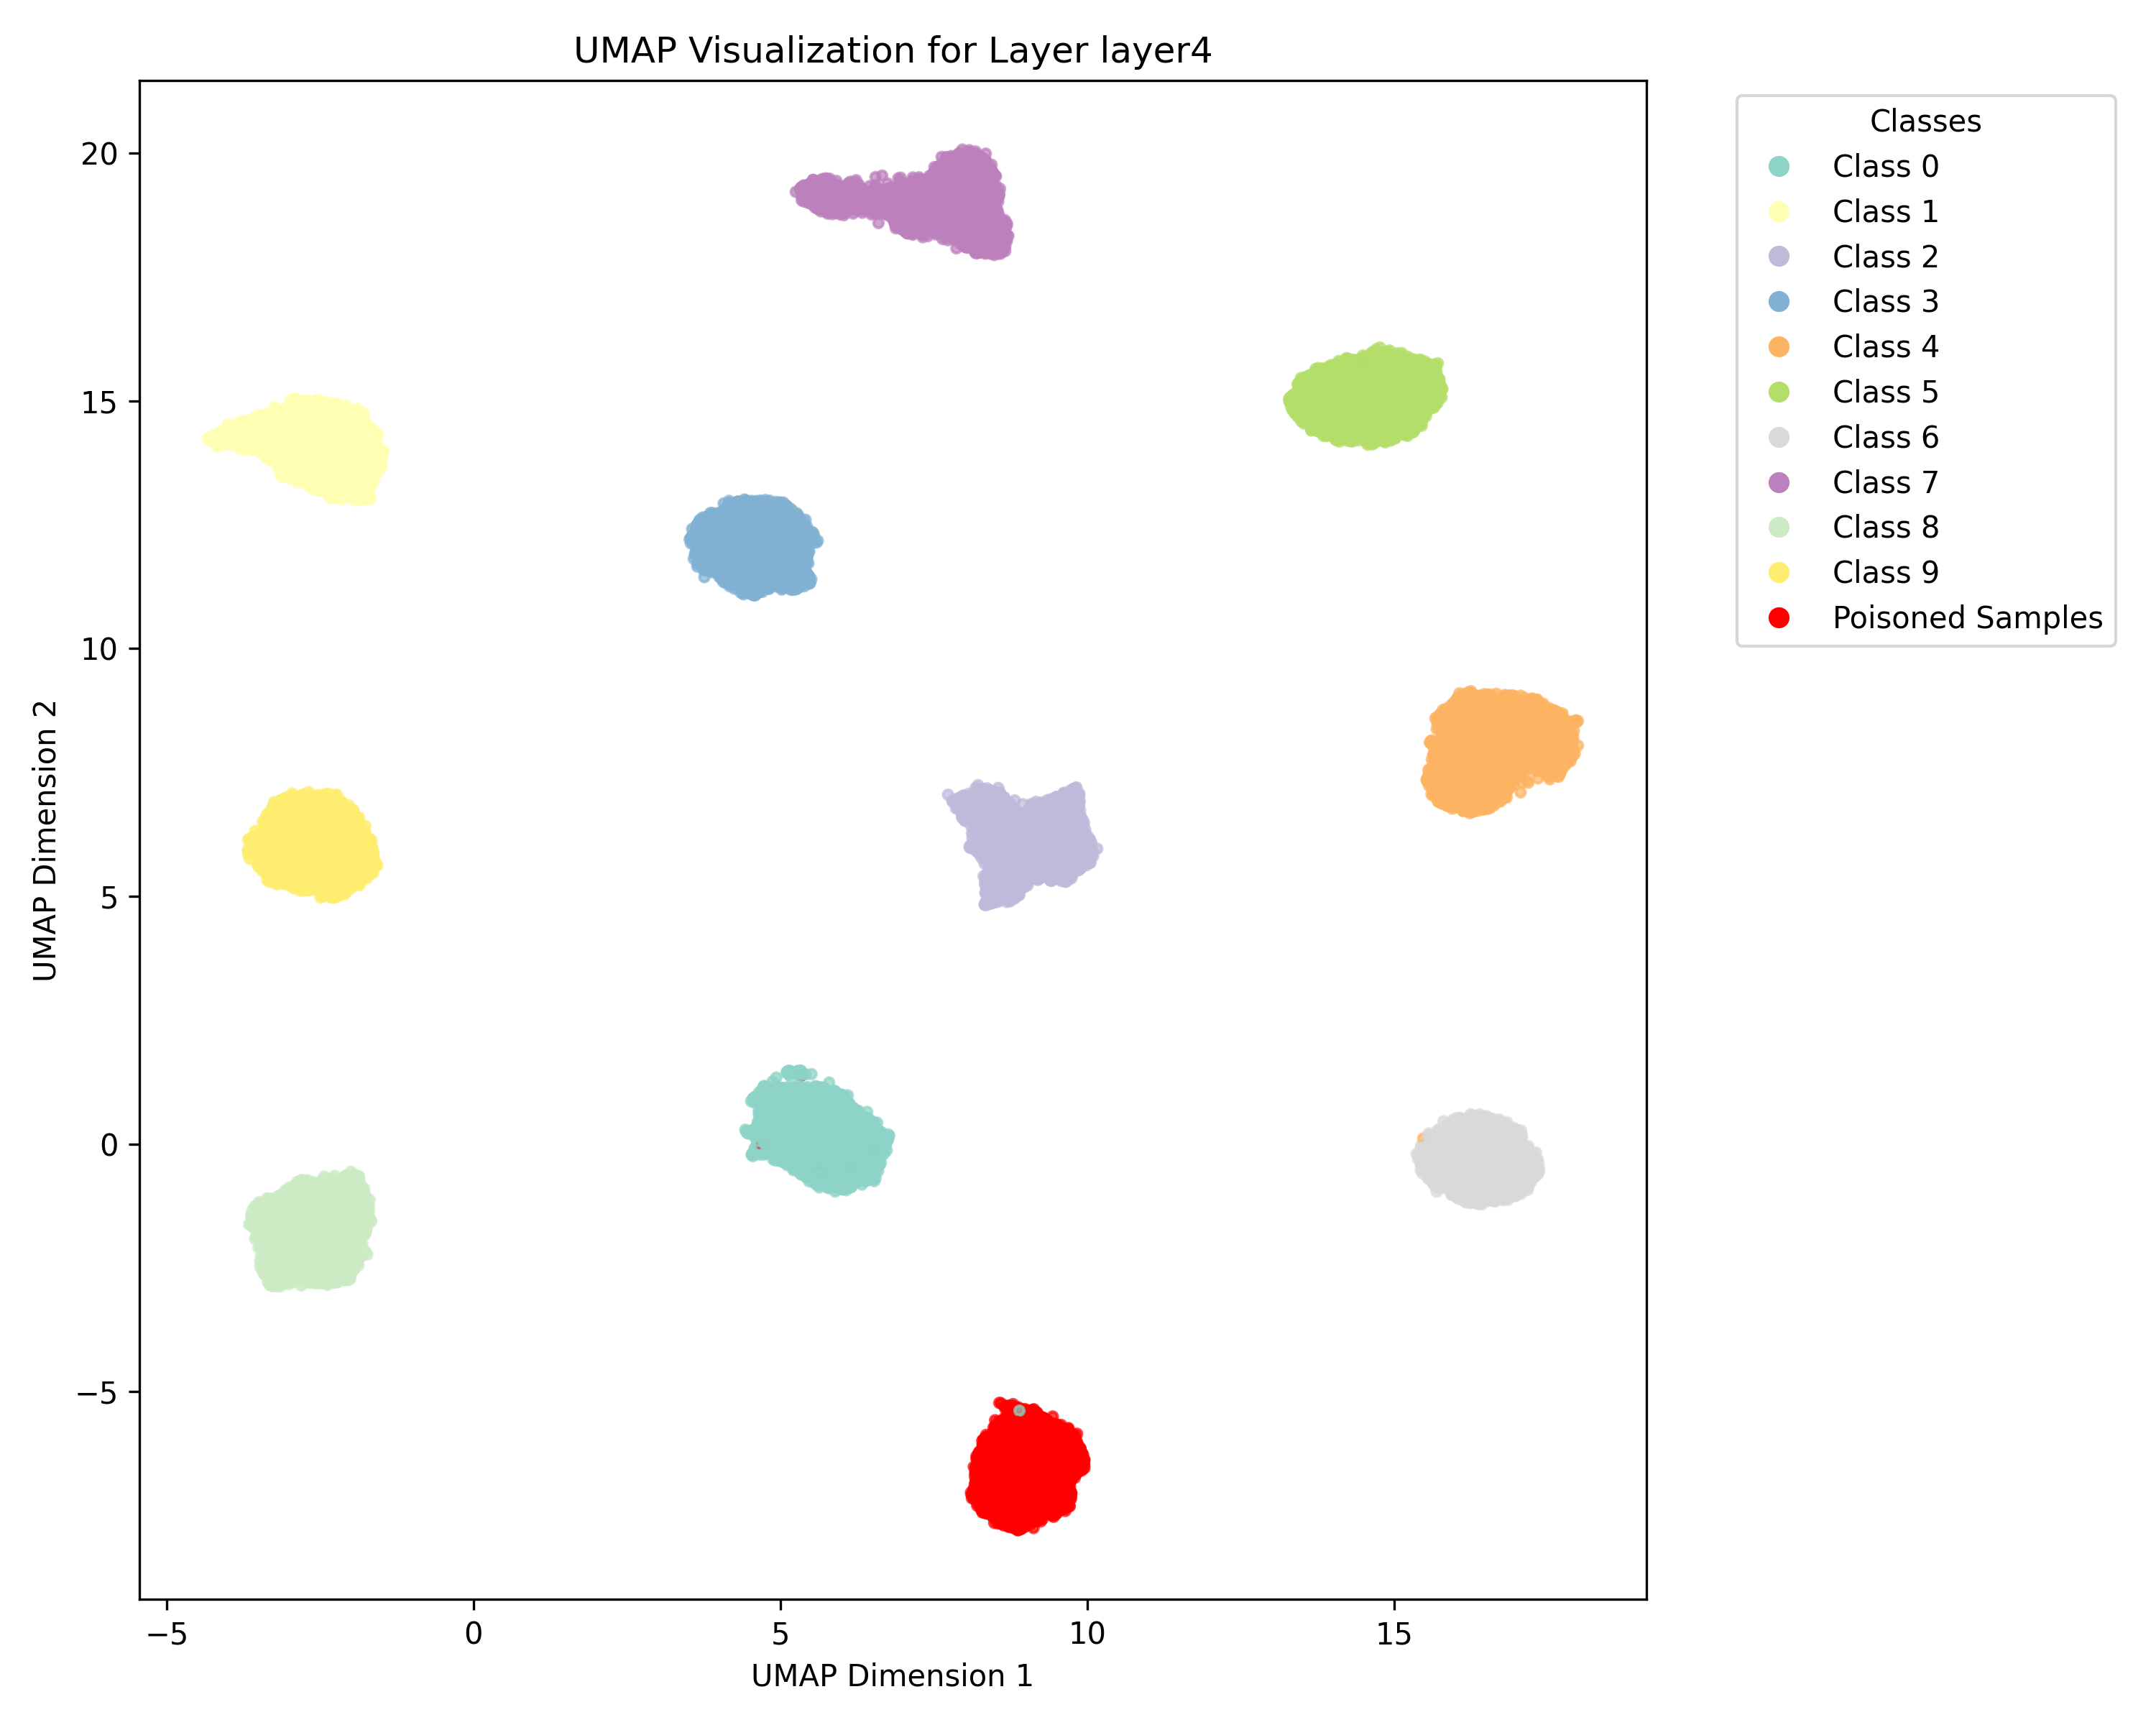 UMAP Visualization for Layer layer4
Classes
Class 0
Class 1
Class 2
Class 3
Class 4
Class 5
Class 6
Class 7
Class 8
Class 9
Poisoned Samples
UMAP Dimension 2
20
15
10
5
0
−5
−5
0
5
10
15
UMAP Dimension 1